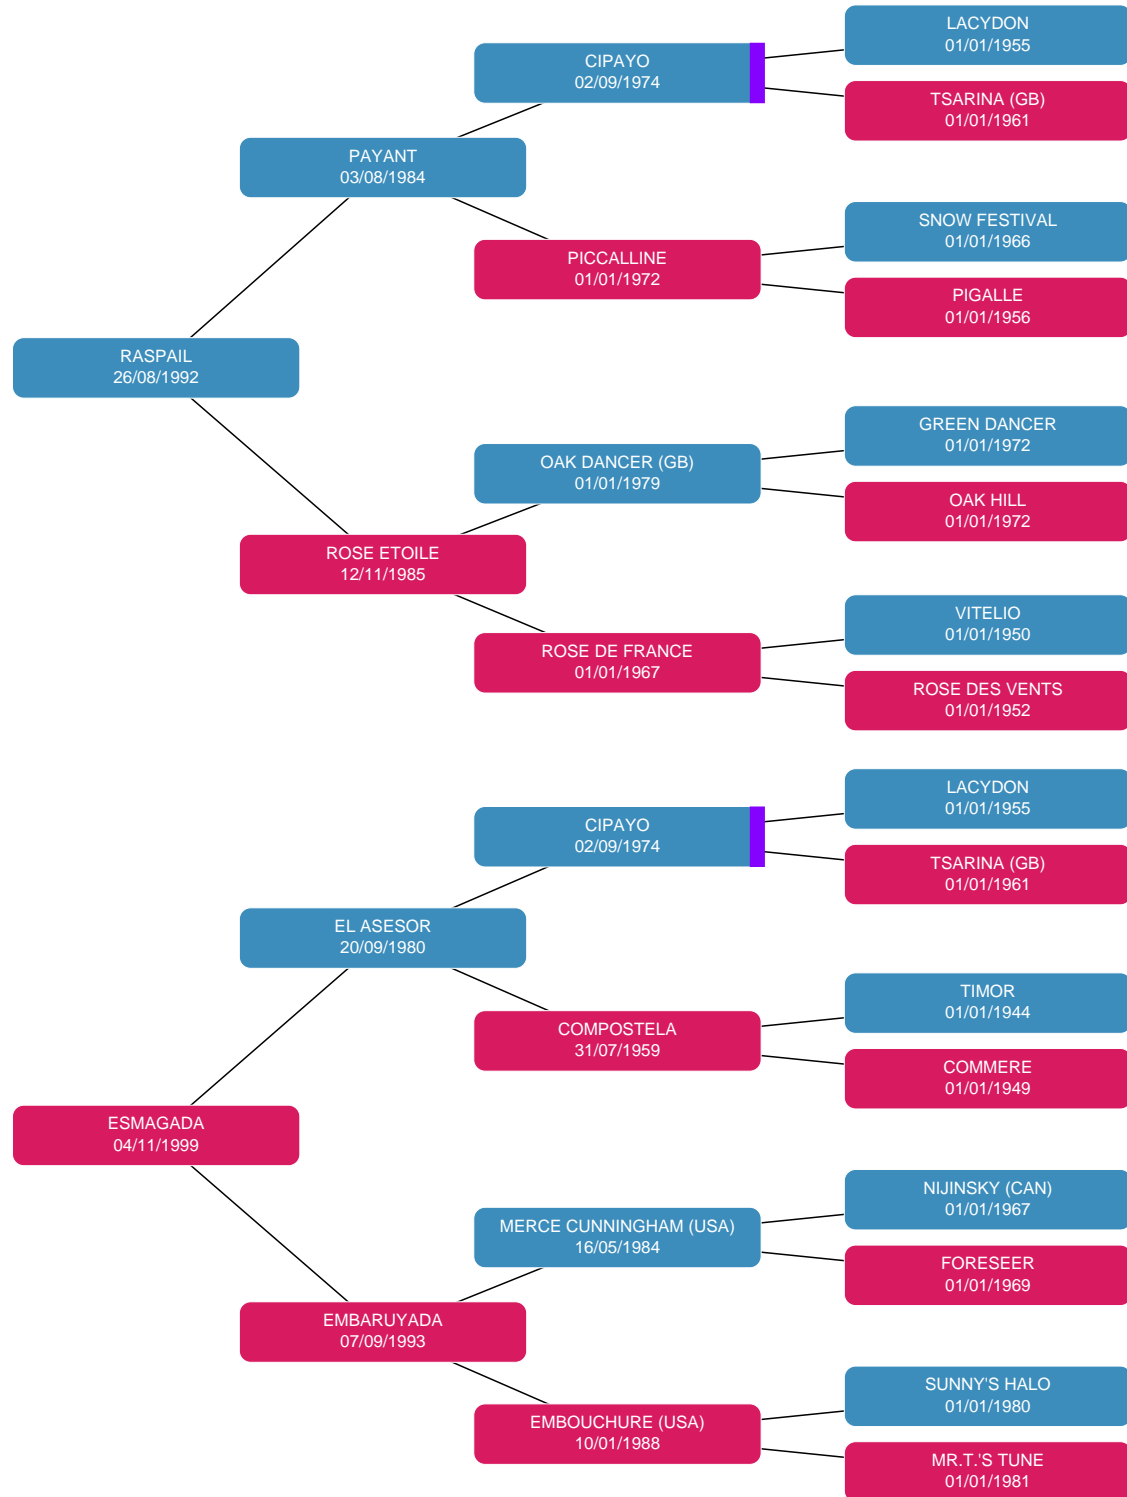 LACYDON
01/01/1955
CIPAYO
02/09/1974
TSARINA (GB)
01/01/1961
PAYANT
03/08/1984
SNOW FESTIVAL
01/01/1966
PICCALLINE
01/01/1972
PIGALLE
01/01/1956
RASPAIL
26/08/1992
GREEN DANCER
01/01/1972
OAK DANCER (GB)
01/01/1979
OAK HILL
01/01/1972
ROSE ETOILE
12/11/1985
VITELIO
01/01/1950
ROSE DE FRANCE
01/01/1967
ROSE DES VENTS
01/01/1952
LACYDON
01/01/1955
CIPAYO
02/09/1974
TSARINA (GB)
01/01/1961
EL ASESOR
20/09/1980
TIMOR
01/01/1944
COMPOSTELA
31/07/1959
COMMERE
01/01/1949
ESMAGADA
04/11/1999
NIJINSKY (CAN)
01/01/1967
MERCE CUNNINGHAM (USA)
16/05/1984
FORESEER
01/01/1969
EMBARUYADA
07/09/1993
SUNNY'S HALO
01/01/1980
EMBOUCHURE (USA)
10/01/1988
MR.T.'S TUNE
01/01/1981